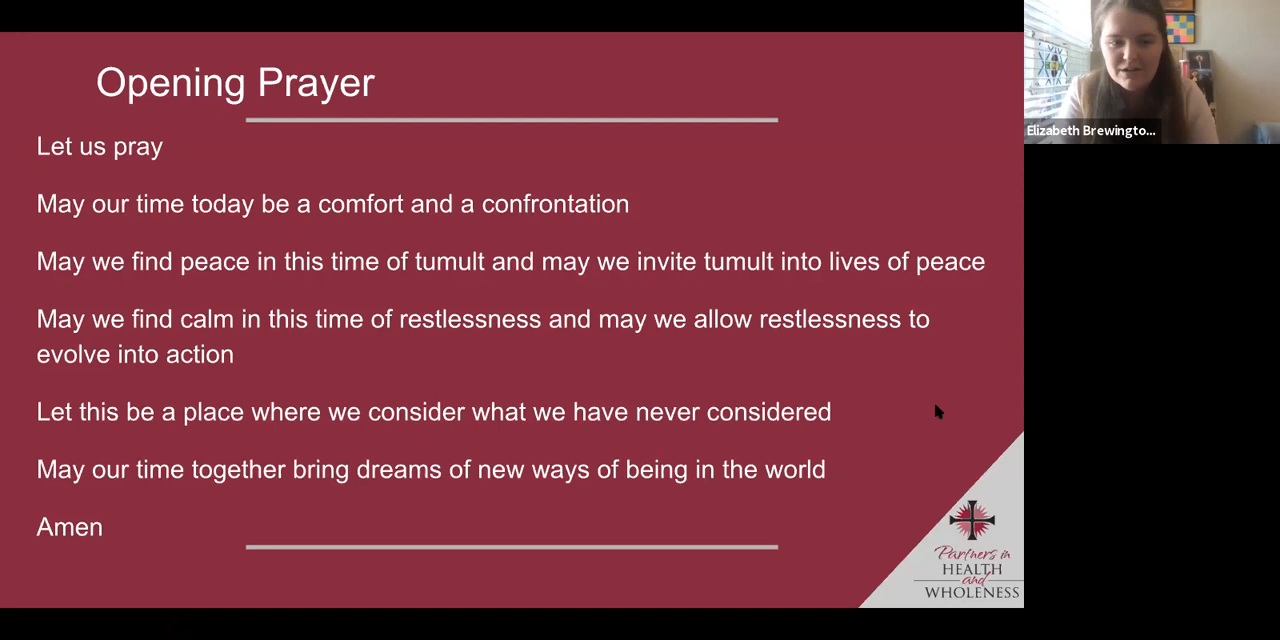 Opening Prayer
Let us pray
May our time today be a comfort and a confrontation
May we find peace in this time of tumult and may we invite tumult into lives of peace
May we find calm in this time of restlessness and may we allow restlessness to
evolve into action
Let this be a place where we consider what we have never considered
May our time together bring dreams of new ways of being in the world
Amen
Partners in
HEALTH
and
WHOLENESS
Elizabeth Brewingto...